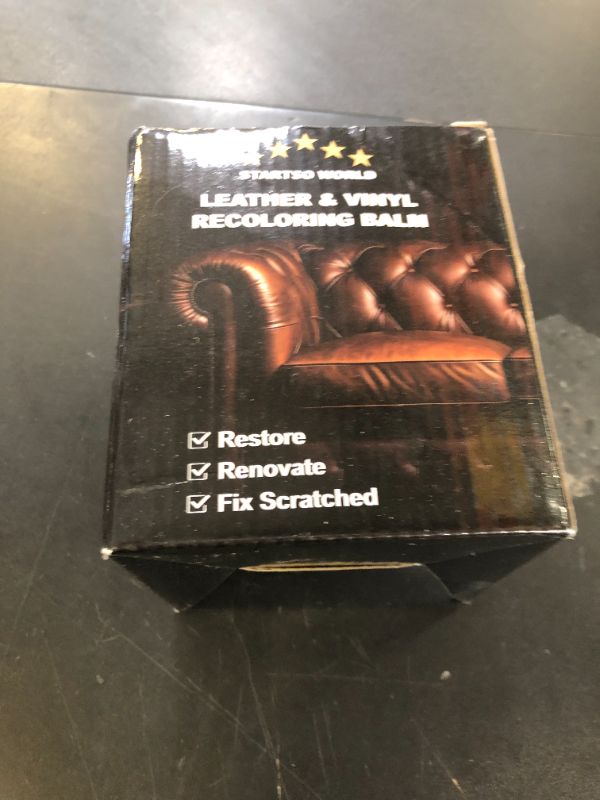 STARTSO WORLD
LEATHER & VINYL
RECOLORING BALM
Restore
Renovate
Fix Scratched